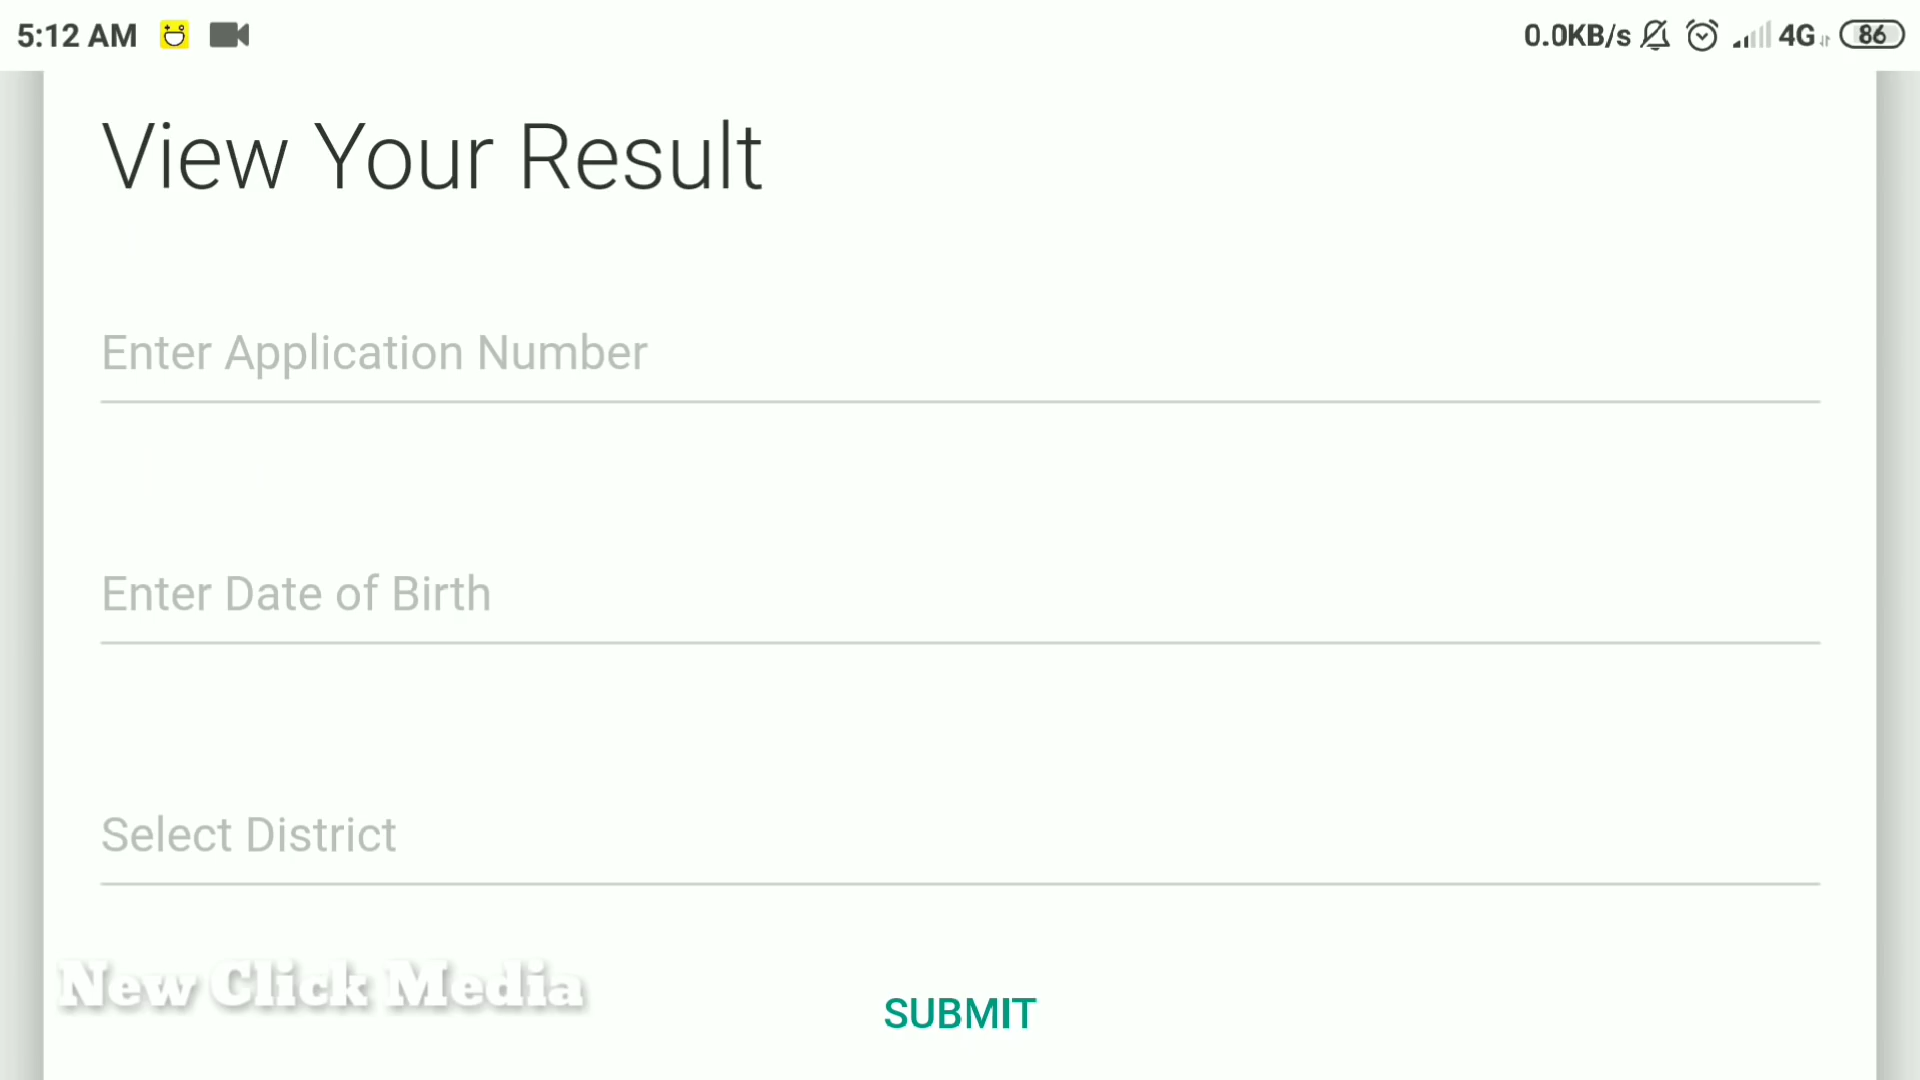 5:12 AM 0.0KB/s 4G 86
View Your Result
Enter Application Number
Enter Date of Birth
Select District
New Click Media
SUBMIT